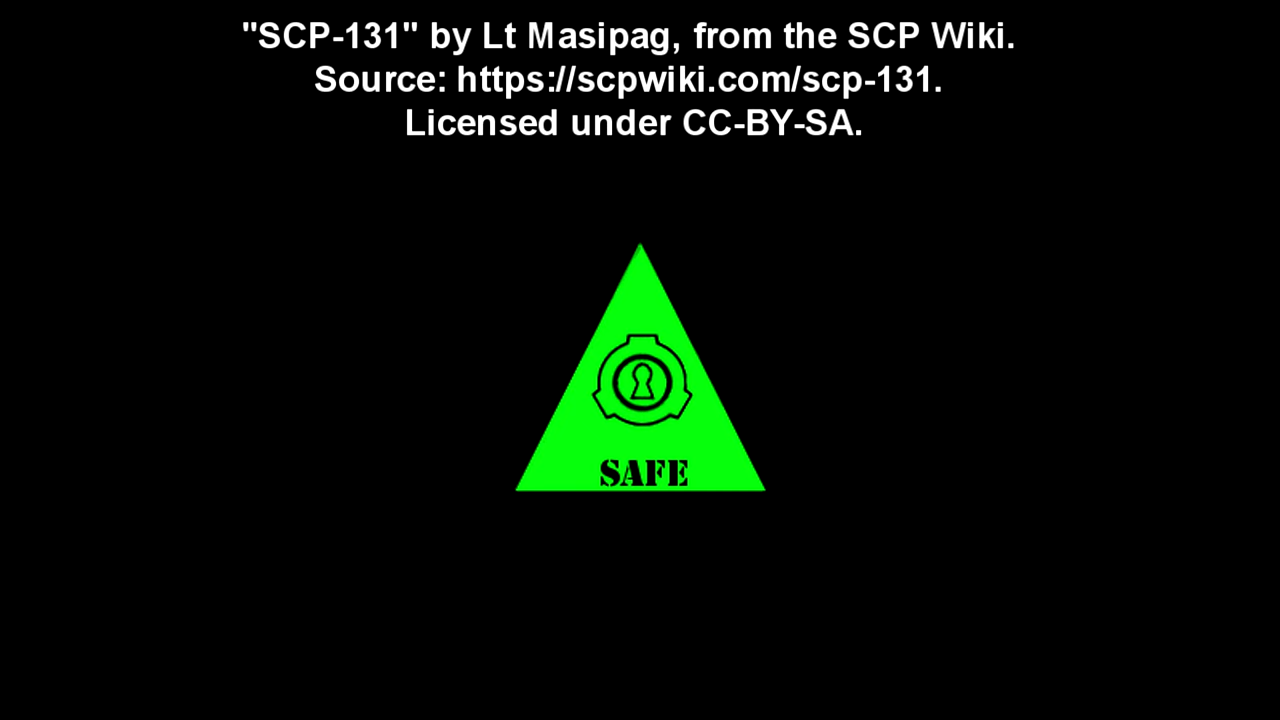 "SCP-131" by Lt Masipag, from the SCP Wiki.
Source: https://scpwiki.com/scp-131.
Licensed under CC-BY-SA.
SAFE